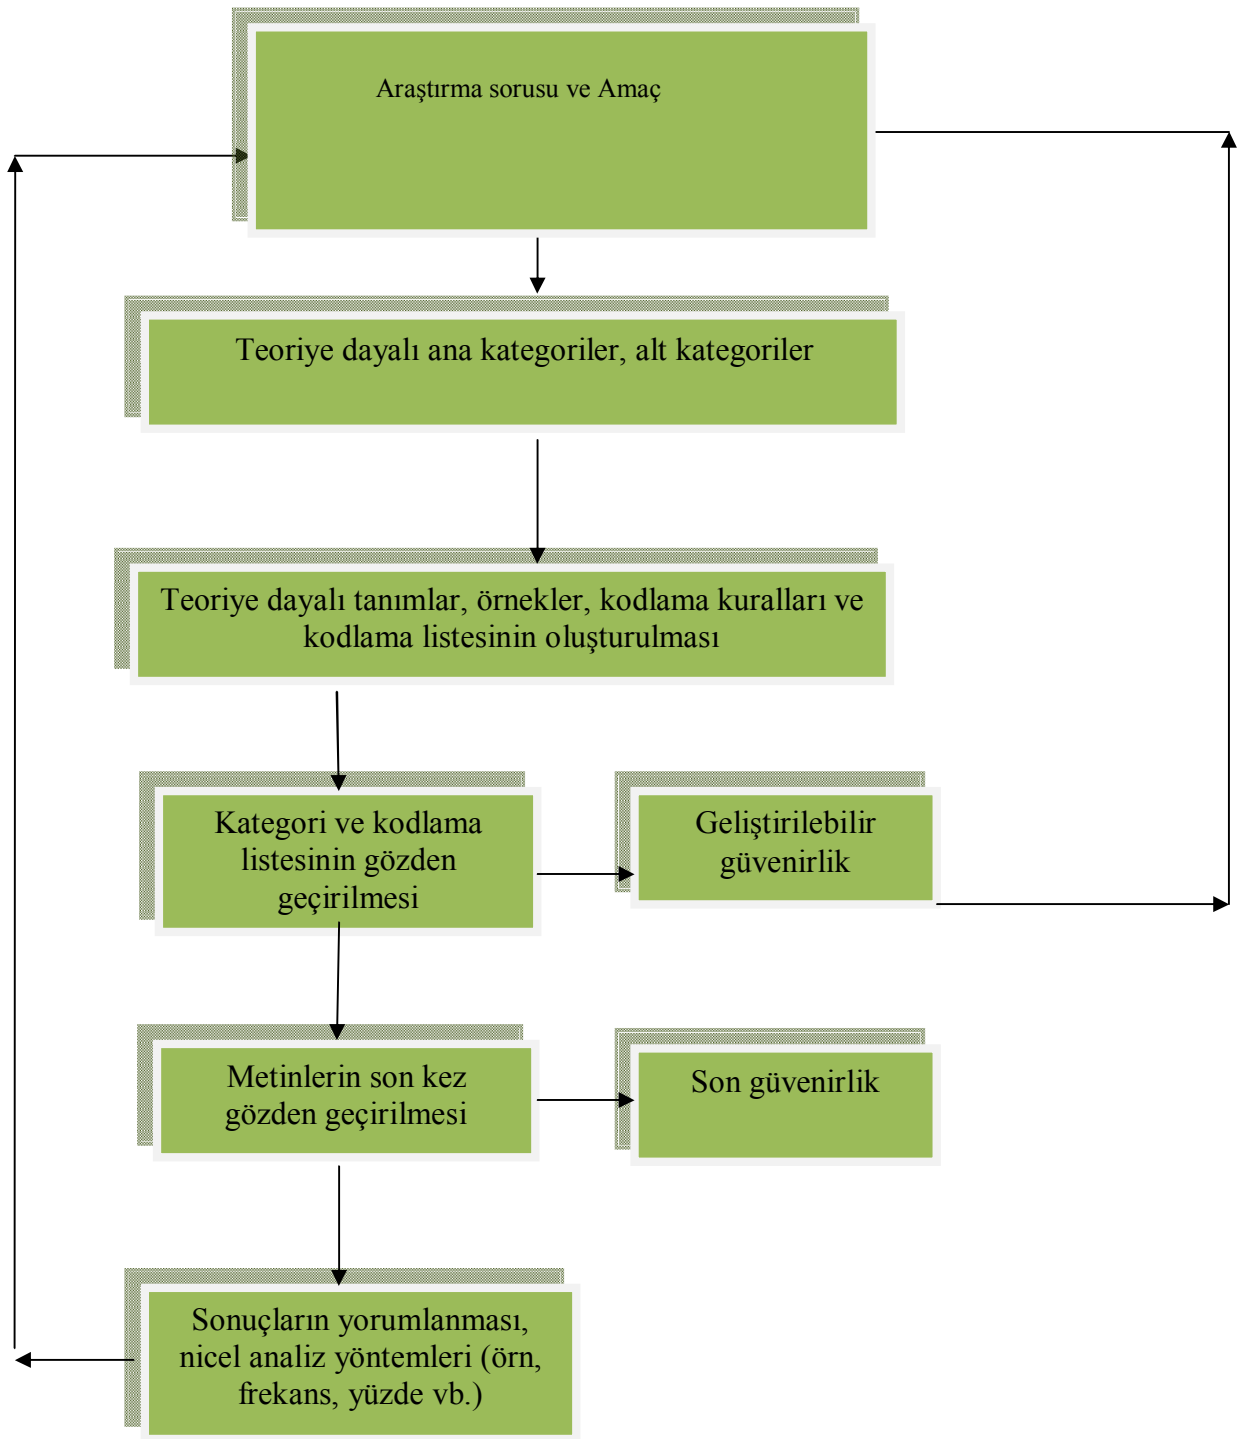 Araştırma sorusu ve Amaç
Teoriye dayalı ana kategoriler, alt kategoriler
Teoriye dayalı tanımlar, örnekler, kodlama kuralları ve
kodlama listesinin oluşturulması
Kategori ve kodlama
listesinin gözden
geçirilmesi
Geliştirilebilir
güvenirlik
Metinlerin son kez
gözden geçirilmesi
Son güvenirlik
Sonuçların yorumlanması,
nicel analiz yöntemleri (örn,
frekans, yüzde vb.)